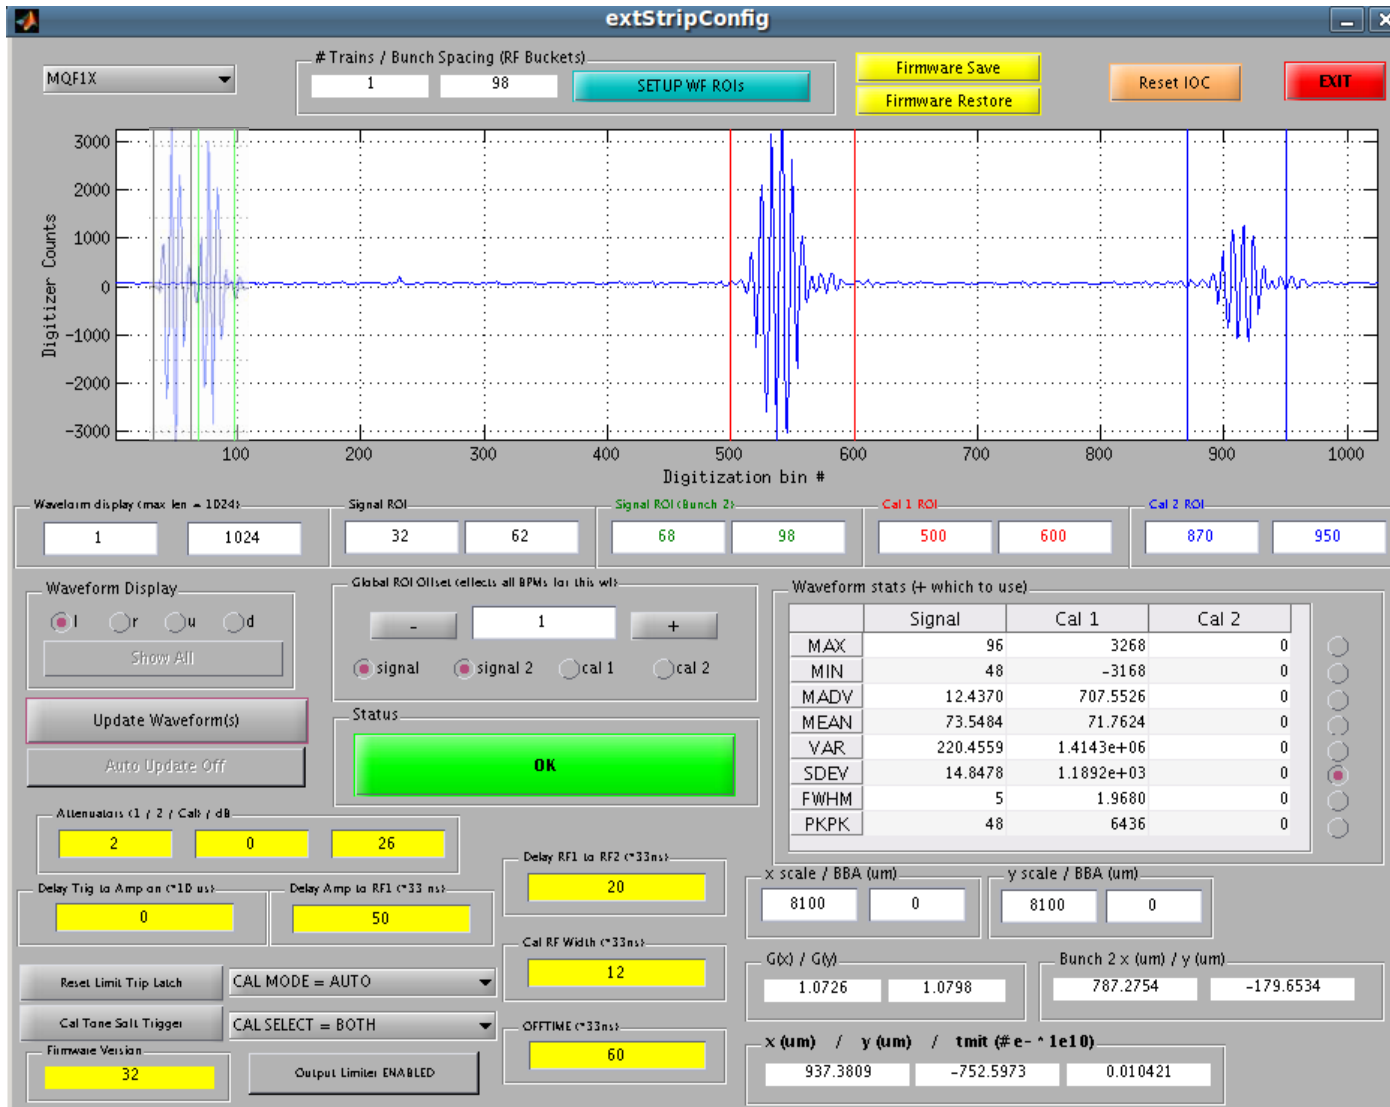 extStripConfig
MQF1X
# Trains / Bunch Spacing (RF Buckets)
1 98 SETUP WF ROIs
Firmware Save
Firmware Restore
Reset IOC
EXIT
3000
2000
1000
0
-1000
-2000
-3000
Digitizer Counts
100 200 300 400 500 600 700 800 900 1000
Digitization bin #
Waveform display (max len = 1024) Signal ROI Signal ROI (Bunch 2) Cal 1 ROI Cal 2 ROI
1 1024 32 62 68 98 500 600 870 950
Waveform Display
l r u d
Show All
Update Waveform(s)
Auto Update Off
Global ROI Offset (effects all BPMs for this wf)
- 1 +
signal signal 2 cal 1 cal 2
Status
OK
Waveform stats (+ which to use)
Signal Cal 1 Cal 2
MAX 96 3268 0
MIN 48 -3168 0
MADV 12.4370 707.5526 0
MEAN 73.5484 71.7624 0
VAR 220.4559 1.4143e+06 0
SDEV 14.8478 1.1892e+03 0
FWHM 5 1.9680 0
PKPK 48 6436 0
Attenuators (1 / 2 / Cal) / dB
2 0 26
Delay Trig to Amp on (*10 us)
0
Delay Amp to RF1 (*33 ns)
50
Delay RF1 to RF2 (*33ns)
20
Cal RF Width (*33ns)
12
OFFTIME (*33ns)
60
x scale / BBA (um)
8100 0
y scale / BBA (um)
8100 0
G(x) / G(y)
1.0726 1.0798
Bunch 2 x (um) / y (um)
787.2754 -179.6534
x (um) / y (um) / tmit (# e- * 1e10)
937.3809 -752.5973 0.010421
Reset Limit Trip Latch
CAL MODE = AUTO
Cal Tone Soft Trigger
CAL SELECT = BOTH
Firmware Version
32
Output Limiter ENABLED